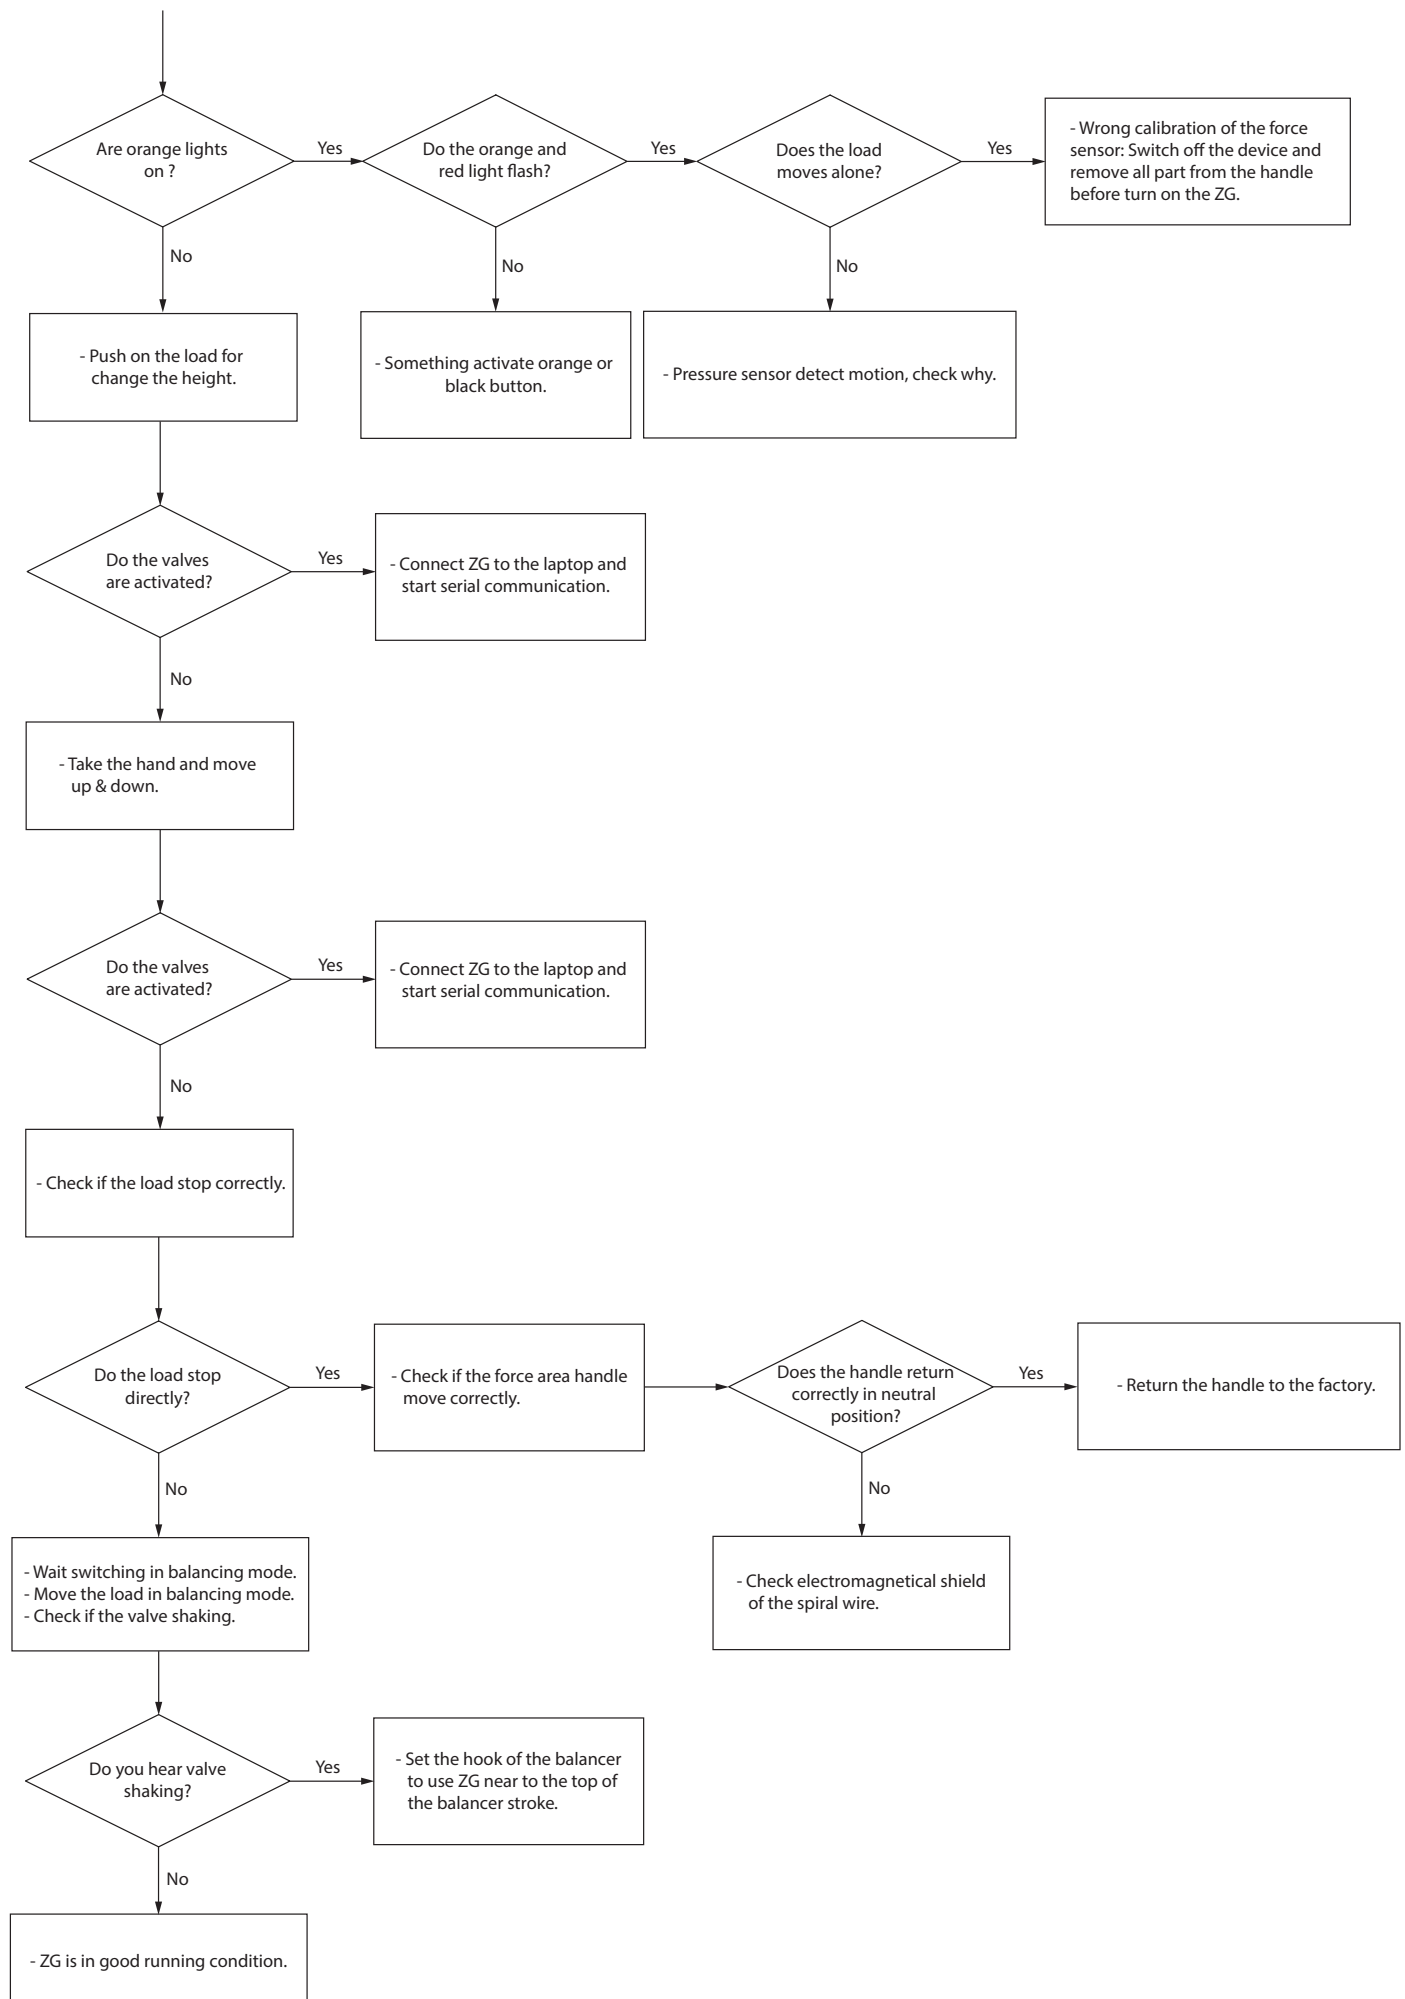 Are orange lights
on ?
Yes
Do the orange and
red light flash?
Yes
Does the load
moves alone?
Yes
- Wrong calibration of the force
sensor: Switch off the device and
remove all part from the handle
before turn on the ZG.
No
No
No
- Push on the load for
change the height.
- Something activate orange or
black button.
- Pressure sensor detect motion, check why.
Do the valves
are activated?
Yes
- Connect ZG to the laptop and
start serial communication.
No
- Take the hand and move
up & down.
Do the valves
are activated?
Yes
- Connect ZG to the laptop and
start serial communication.
No
- Check if the load stop correctly.
Do the load stop
directly?
Yes
- Check if the force area handle
move correctly.
Does the handle return
correctly in neutral
position?
Yes
- Return the handle to the factory.
No
No
- Wait switching in balancing mode.
- Move the load in balancing mode.
- Check if the valve shaking.
- Check electromagnetical shield
of the spiral wire.
Do you hear valve
shaking?
Yes
- Set the hook of the balancer
to use ZG near to the top of
the balancer stroke.
No
- ZG is in good running condition.